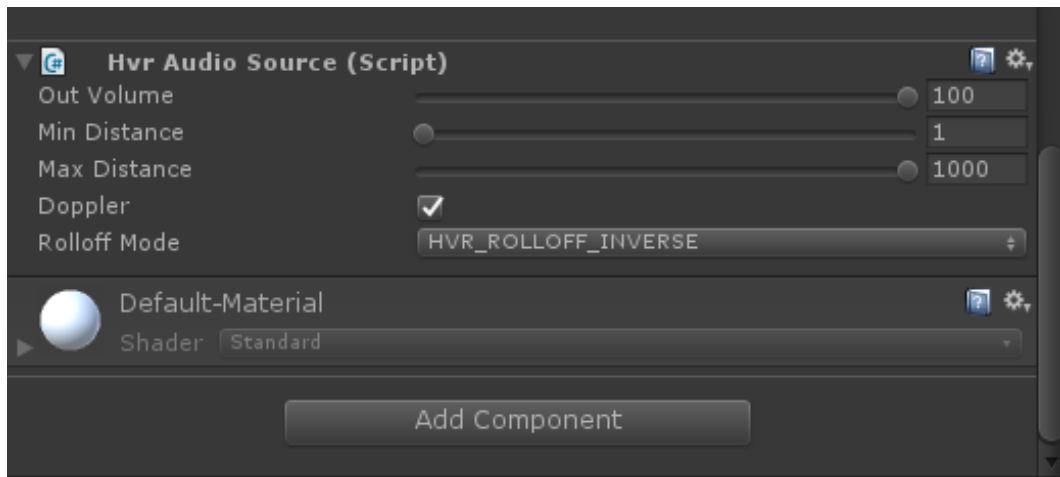 Hvr Audio Source (Script)
Out Volume 100
Min Distance 1
Max Distance 1000
Doppler
Rolloff Mode HVR_ROLLOFF_INVERSE
Default-Material
Shader Standard
Add Component